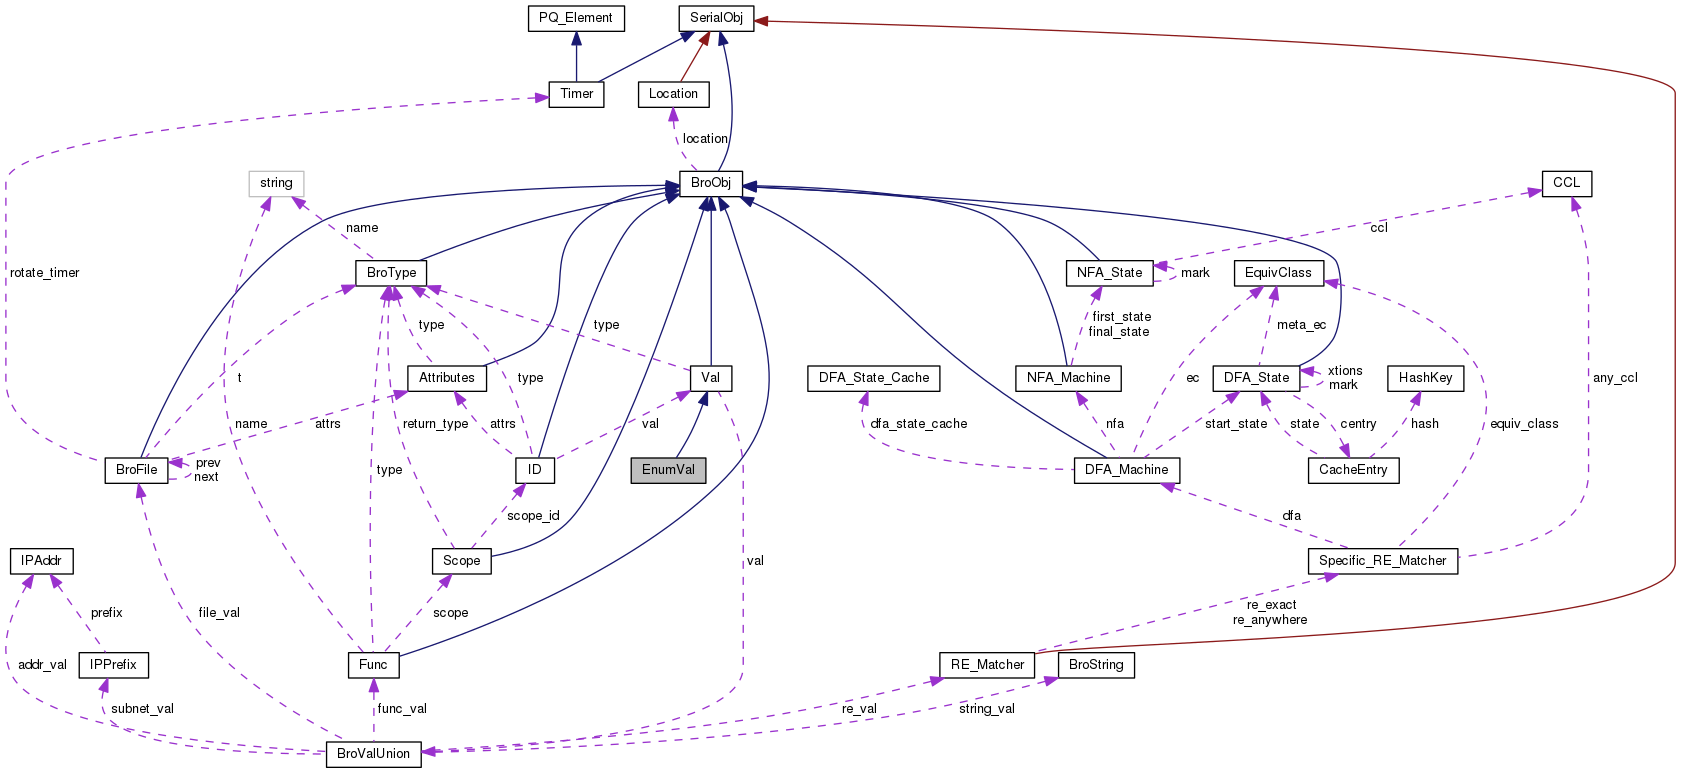 PQ_Element
SerialObj
Timer
Location
location
string
BroObj
CCL
name
ccl
rotate_timer
BroType
NFA_State
mark
EquivClass
type
type
first_state
final_state
meta_ec
t
Attributes
type
Val
DFA_State_Cache
NFA_Machine
ec
DFA_State
xtions
mark
HashKey
any_ccl
name
attrs
return_type
attrs
val
dfa_state_cache
nfa
start_state
state
centry
hash
equiv_class
BroFile
prev
next
type
ID
EnumVal
DFA_Machine
CacheEntry
scope_id
dfa
IPAddr
Scope
val
Specific_RE_Matcher
prefix
file_val
scope
re_exact
re_anywhere
addr_val
IPPrefix
Func
RE_Matcher
BroString
subnet_val
func_val
re_val
string_val
BroValUnion